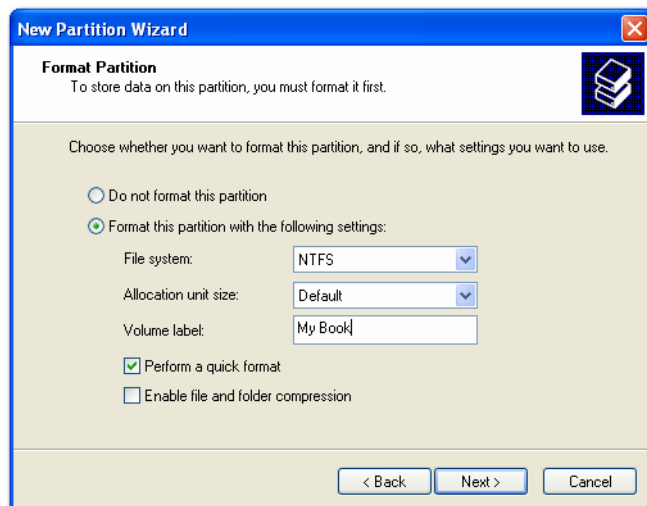 New Partition Wizard
Format Partition
To store data on this partition, you must format it first.
Choose whether you want to format this partition, and if so, what settings you want to use.
Do not format this partition
Format this partition with the following settings:
File system: NTFS
Allocation unit size: Default
Volume label: My Book
Perform a quick format
Enable file and folder compression
< Back Next > Cancel